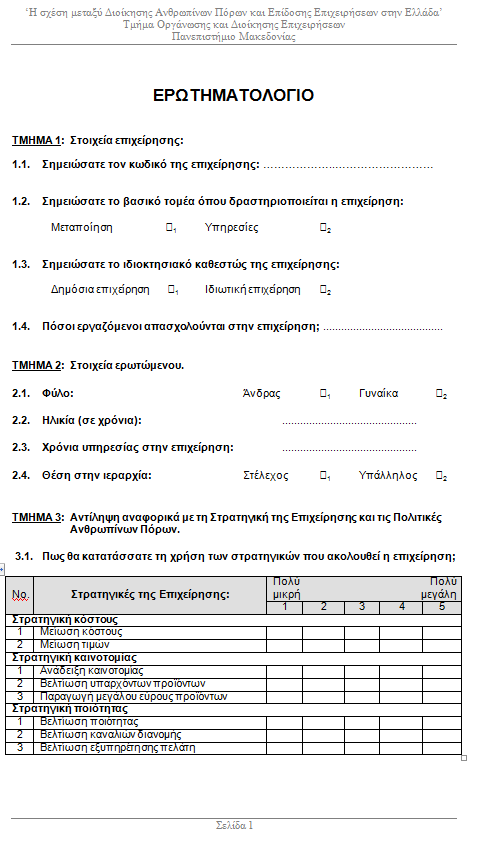 ‘Η σχέση μεταξύ Διοίκησης Ανθρωπίνων Πόρων και Επίδοσης Επιχειρήσεων στην Ελλάδα’
Τμήμα Οργάνωσης και Διοίκησης Επιχειρήσεων
Πανεπιστήμιο Μακεδονίας
ΕΡΩΤΗΜΑΤΟΛΟΓΙΟ
ΤΜΗΜΑ 1: Στοιχεία επιχείρησης:
1.1. Σημειώσατε τον κωδικό της επιχείρησης: ……………………………………
1.2. Σημειώσατε το βασικό τομέα όπου δραστηριοποιείται η επιχείρηση:
Μεταποίηση □1 Υπηρεσίες □2
1.3. Σημειώσατε το ιδιοκτησιακό καθεστώς της επιχείρησης:
Δημόσια επιχείρηση □1 Ιδιωτική επιχείρηση □2
1.4. Πόσοι εργαζόμενοι απασχολούνται στην επιχείρηση; ........................................
ΤΜΗΜΑ 2: Στοιχεία ερωτώμενου.
2.1. Φύλο: Άνδρας □1 Γυναίκα □2
2.2. Ηλικία (σε χρόνια): .............................................
2.3. Χρόνια υπηρεσίας στην επιχείρηση: .............................................
2.4. Θέση στην ιεραρχία: Στέλεχος □1 Υπάλληλος □2
ΤΜΗΜΑ 3: Αντίληψη αναφορικά με τη Στρατηγική της Επιχείρησης και τις Πολιτικές
Ανθρωπίνων Πόρων.
3.1. Πως θα κατατάσσατε τη χρήση των στρατηγικών που ακολουθεί η επιχείρηση;
No. Στρατηγικές της Επιχείρησης: Πολύ μικρή Πολύ μεγάλη
1 2 3 4 5
Στρατηγική κόστους
1 Μείωση κόστους
2 Μείωση τιμών
Στρατηγική καινοτομίας
1 Ανάδειξη καινοτομίας
2 Βελτίωση υπαρχόντων προϊόντων
3 Παραγωγή μεγάλου εύρους προϊόντων
Στρατηγική ποιότητας
1 Βελτίωση ποιότητας
2 Βελτίωση καναλιών διανομής
3 Βελτίωση εξυπηρέτησης πελάτη
Σελίδα 1